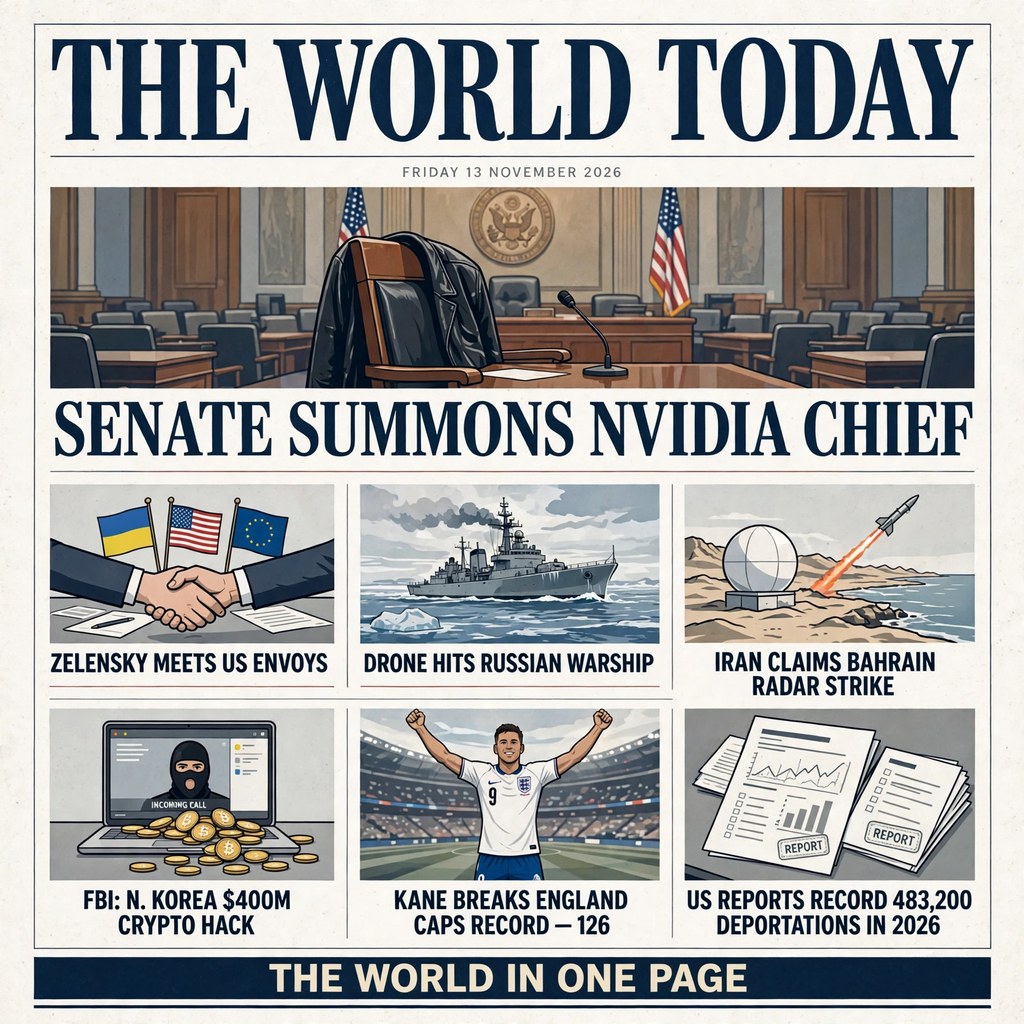 THE WORLD TODAY
FRIDAY 13 NOVEMBER 2026
SENATE SUMMONS NVIDIA CHIEF
ZELENSKY MEETS US ENVOYS
DRONE HITS RUSSIAN WARSHIP
IRAN CLAIMS BAHRAIN
RADAR STRIKE
INCOMING CALL
FBI: N. KOREA $400M
CRYPTO HACK
9
KANE BREAKS ENGLAND
CAPS RECORD — 126
REPORT
REPORT
US REPORTS RECORD 483,200
DEPORTATIONS IN 2026
THE WORLD IN ONE PAGE